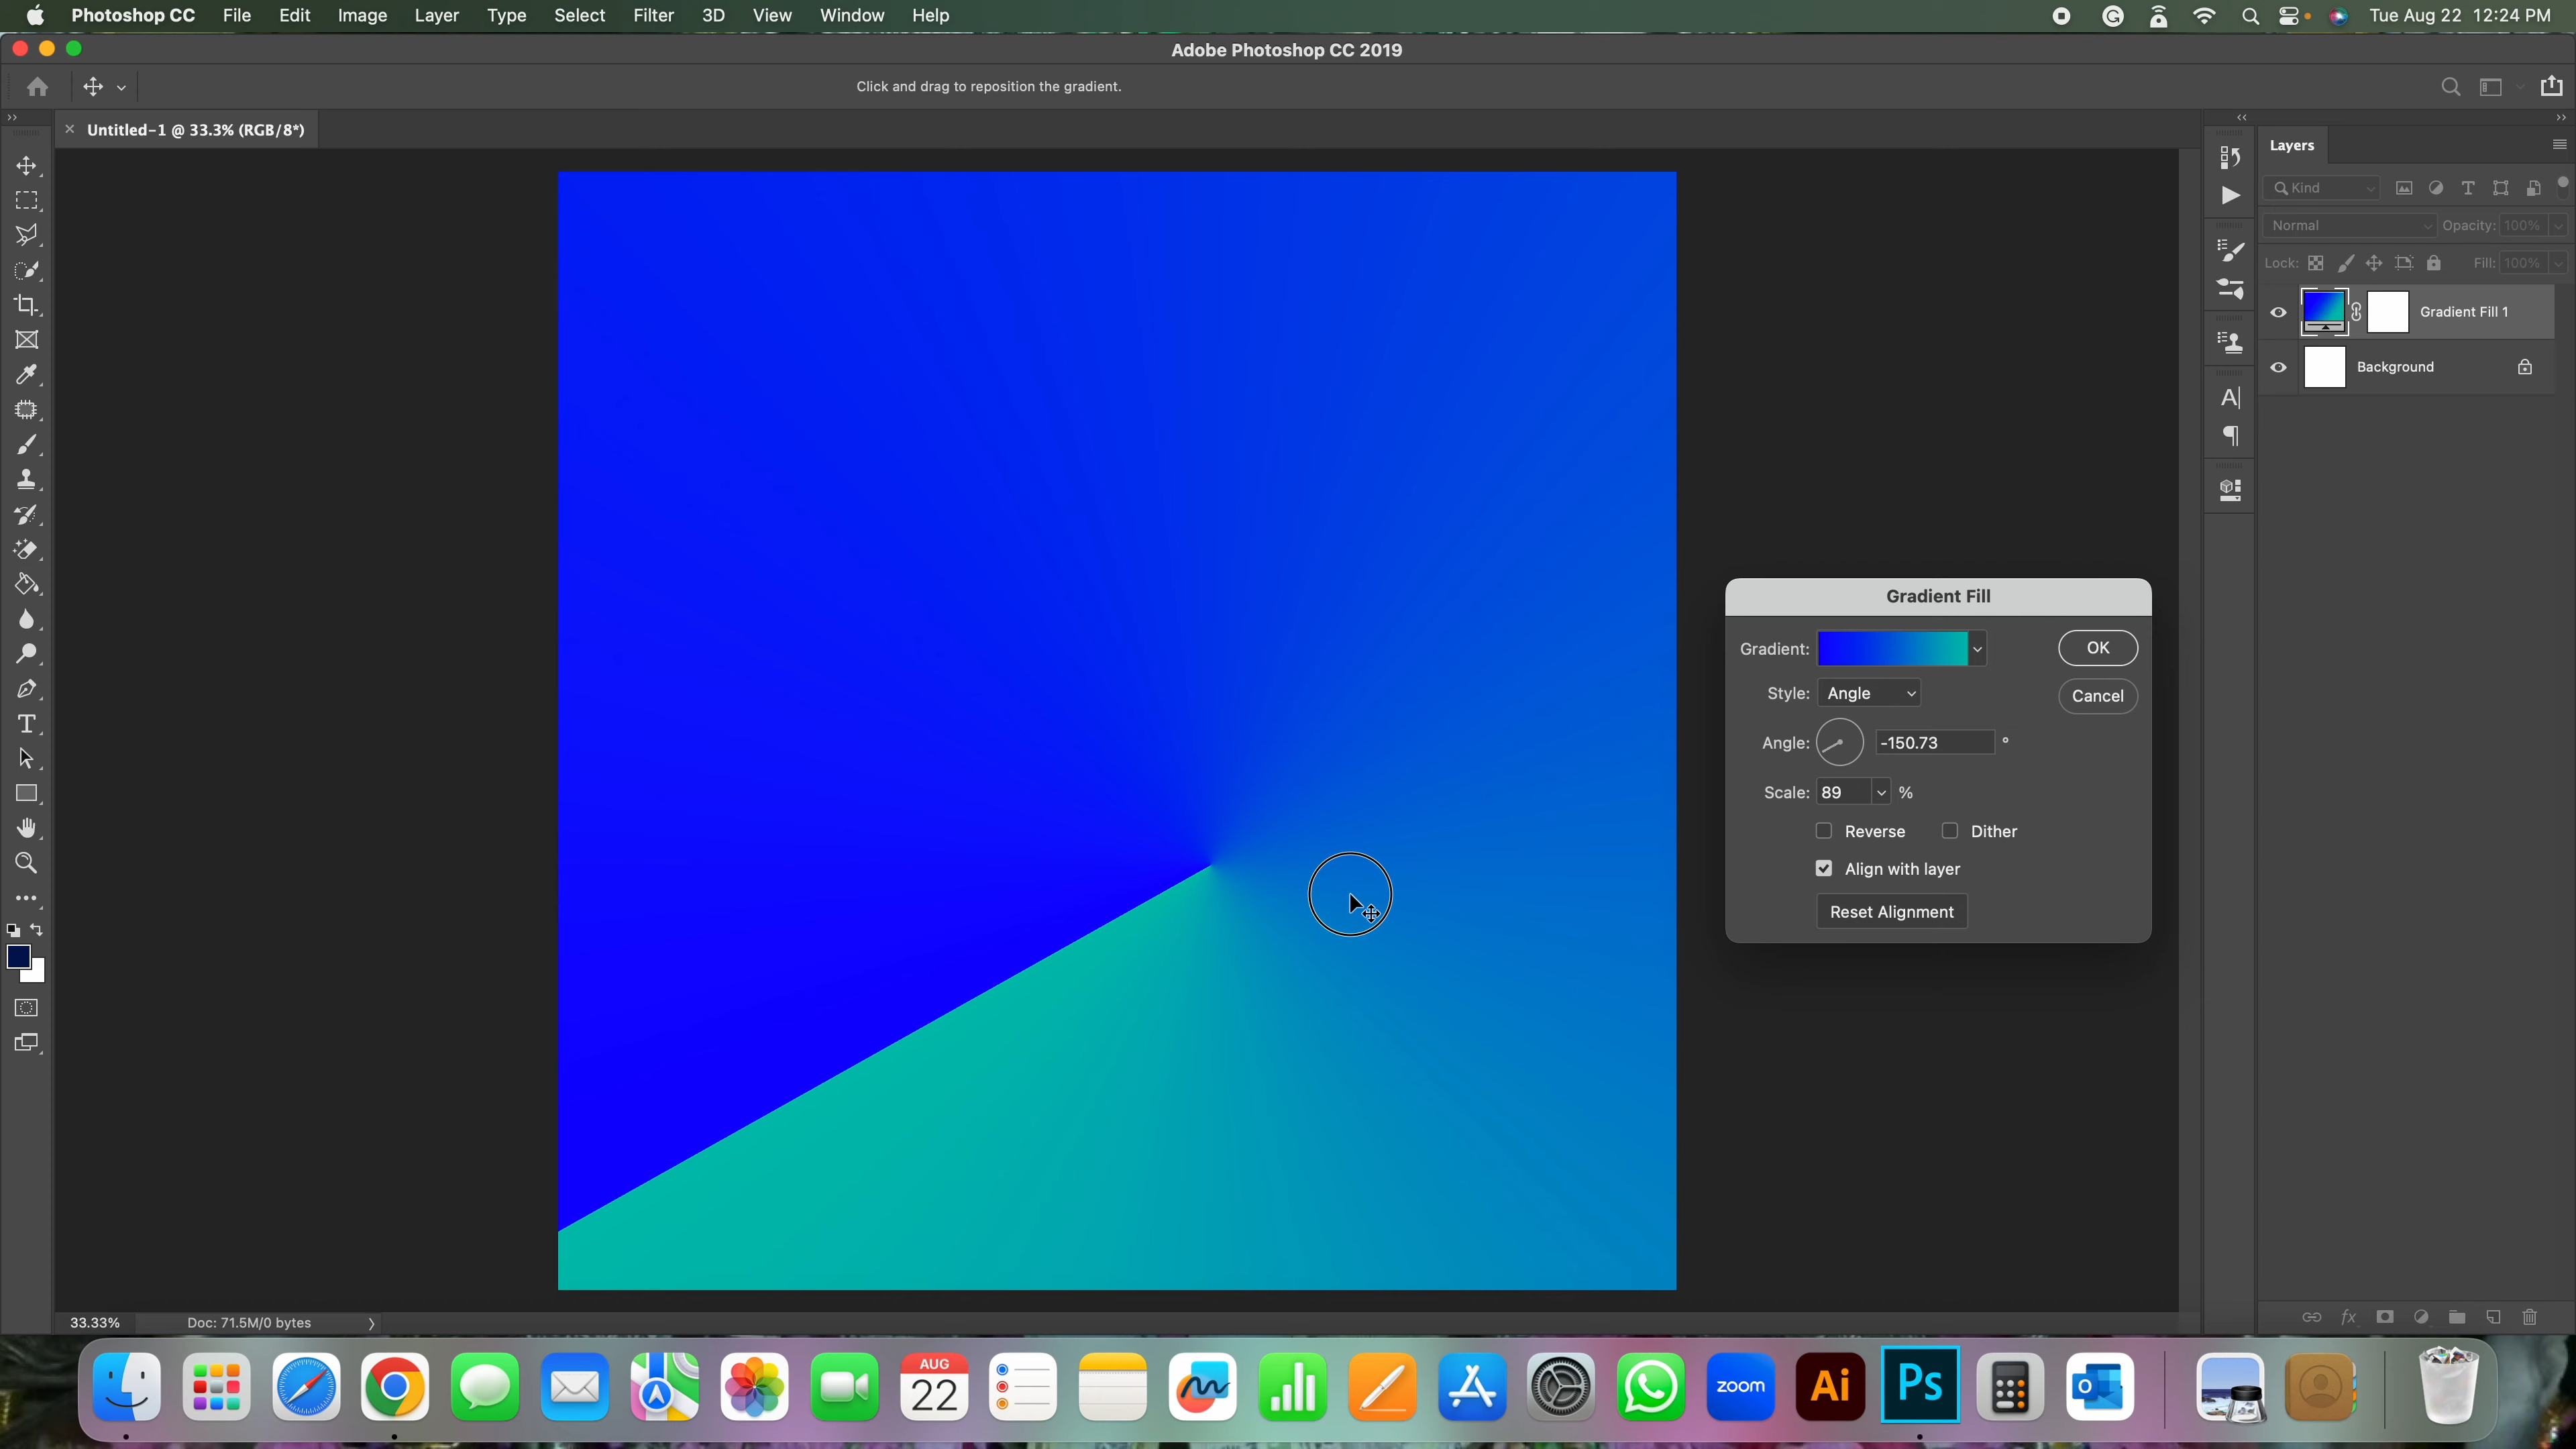 Photoshop CC File Edit Image Layer Type Select Filter 3D View Window Help Tue Aug 22 12:24 PM
Adobe Photoshop CC 2019
Click and drag to reposition the gradient.
Untitled-1 @ 33.3% (RGB/8*)
Layers
Kind
Normal Opacity: 100%
Lock: Fill: 100%
Gradient Fill 1
Background
Gradient Fill
Gradient: OK
Style: Angle
Cancel
Angle: -150.73 °
Scale: 89 %
Reverse Dither
Align with layer
Reset Alignment
33.33% Doc: 71.5M/0 bytes
AUG
22
zoom
Ai
Ps